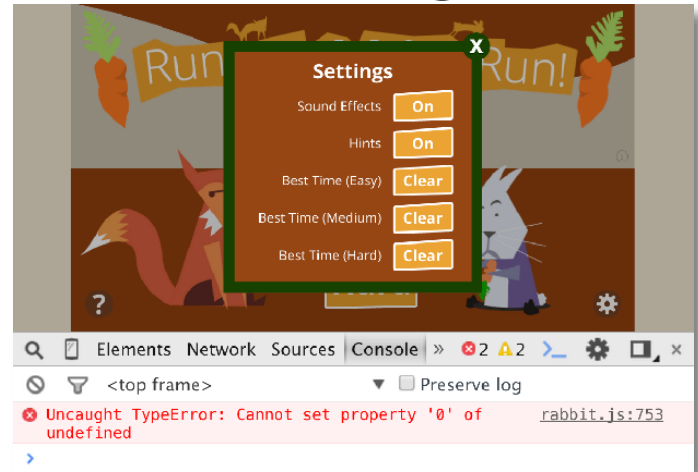 Run
Run!
X
Settings
Sound Effects On
Hints On
Best Time (Easy) Clear
Best Time (Medium) Clear
Best Time (Hard) Clear
?
Elements Network Sources Console » 2 2
<top frame> ▼ Preserve log
Uncaught TypeError: Cannot set property '0' of rabbit.js:753
undefined
>